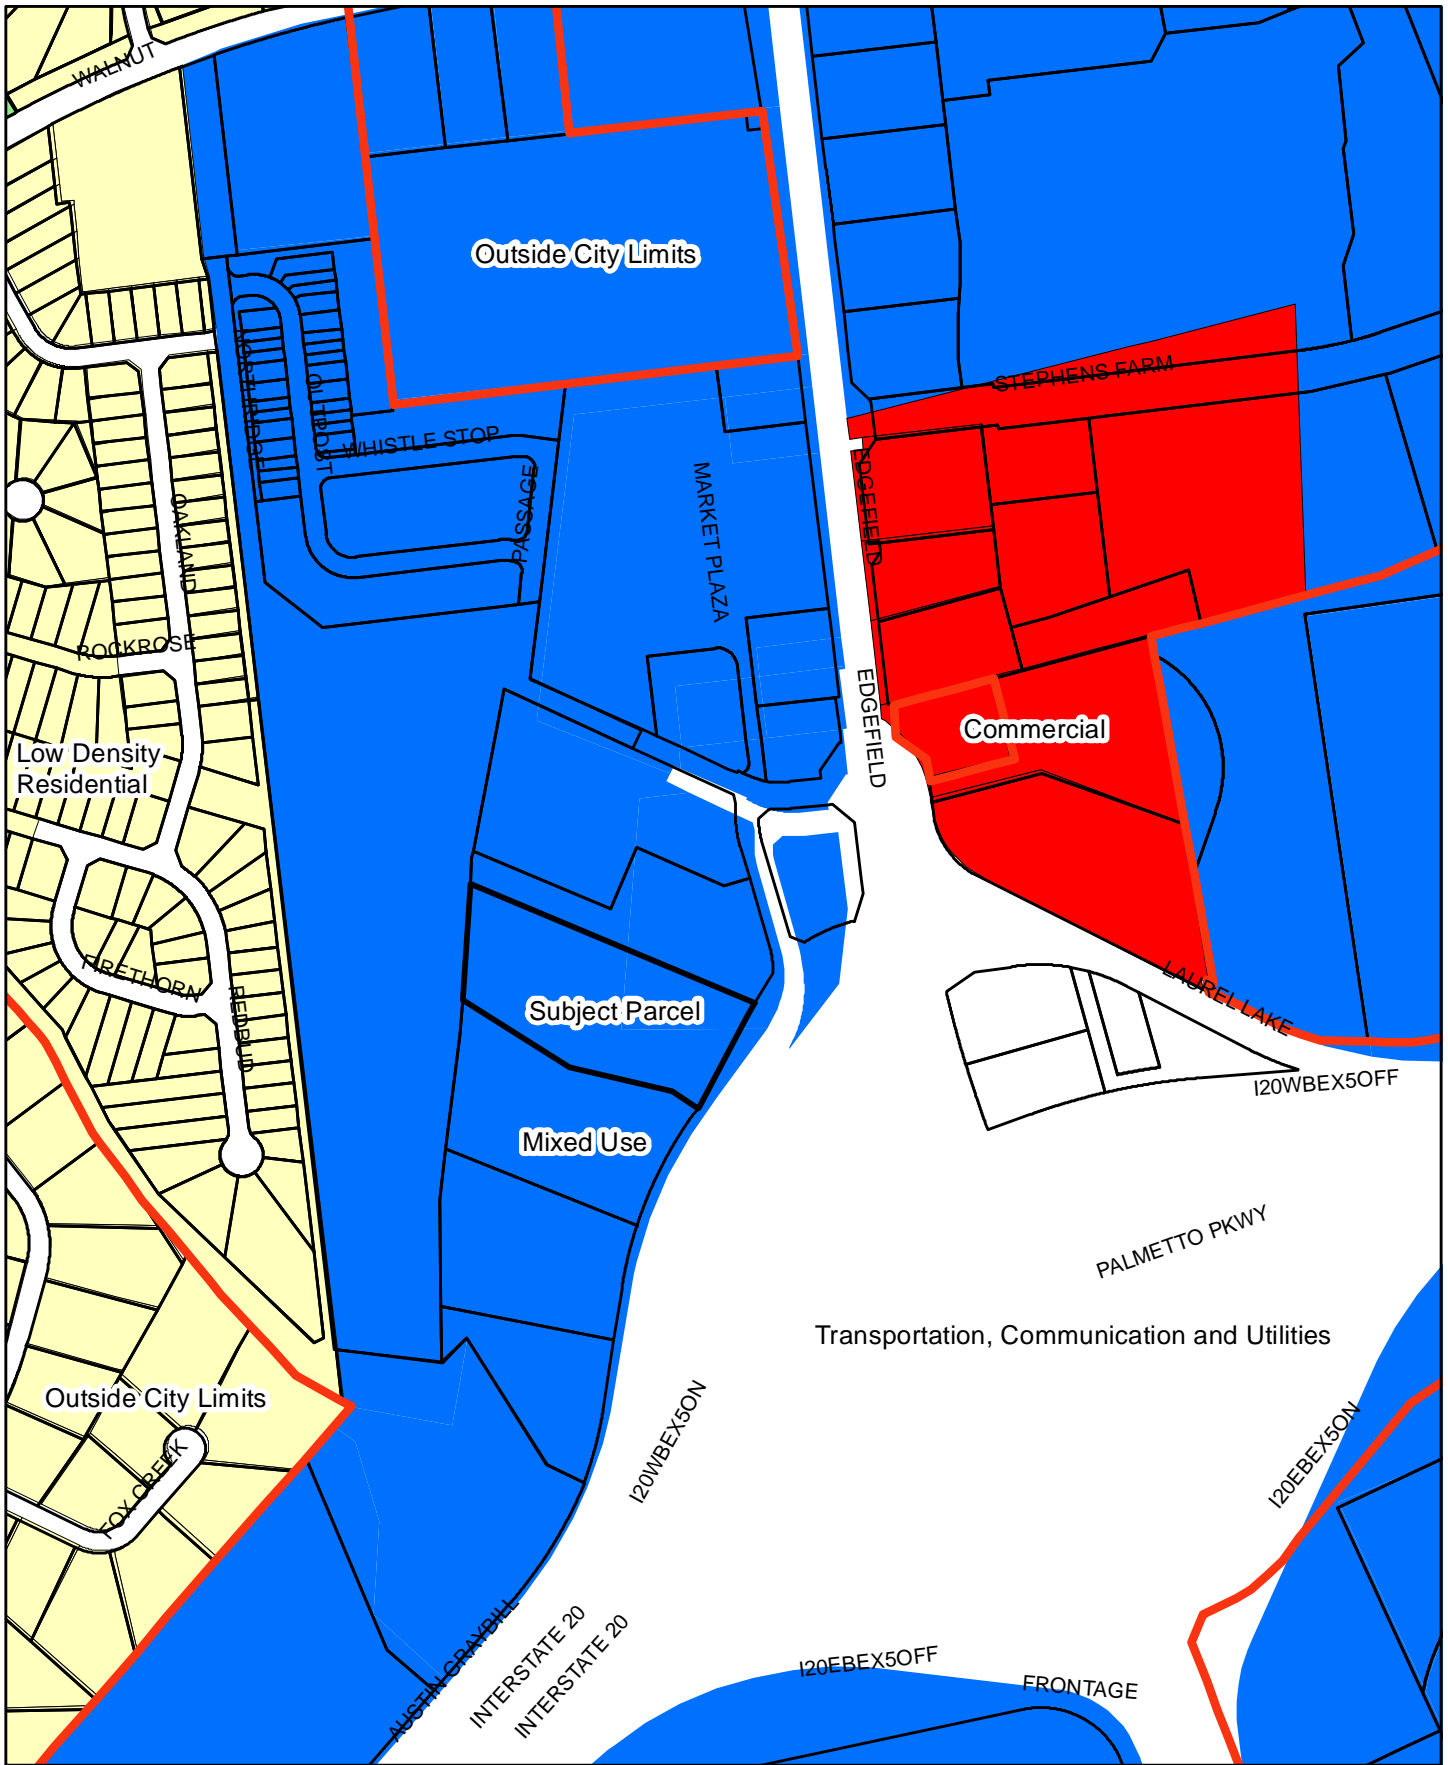 WALNUT
Outside City Limits
STEPHENS FARM
NORTHRIDGE
OUTPOST
WHISTLE STOP
PASSAGE
MARKET PLAZA
EDGEFIELD
OAKLAND
ROCKROSE
EDGEFIELD
Commercial
Low Density
Residential
FIRETHORN
REDBUD
Subject Parcel
LAUREL LAKE
I20WBEX5OFF
Mixed Use
PALMETTO PKWY
Transportation, Communication and Utilities
Outside City Limits
I20WBEX5ON
I20EBEX5ON
FOX CREEK
AUSTIN GRAYBILL
INTERSTATE 20
INTERSTATE 20
I20EBEX5OFF
FRONTAGE